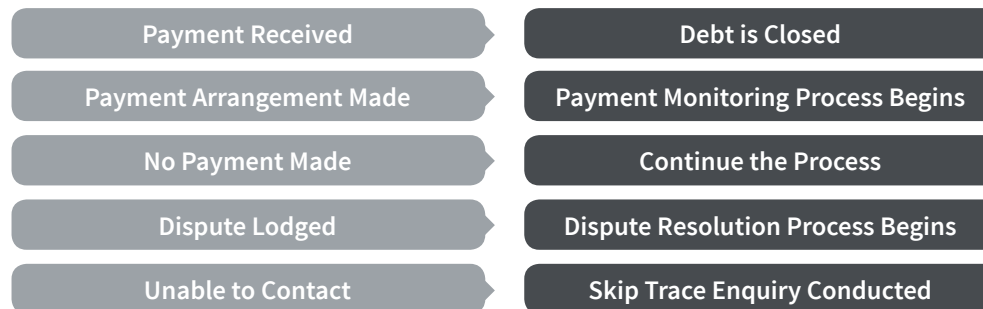 Payment Received
Debt is Closed
Payment Arrangement Made
Payment Monitoring Process Begins
No Payment Made
Continue the Process
Dispute Lodged
Dispute Resolution Process Begins
Unable to Contact
Skip Trace Enquiry Conducted